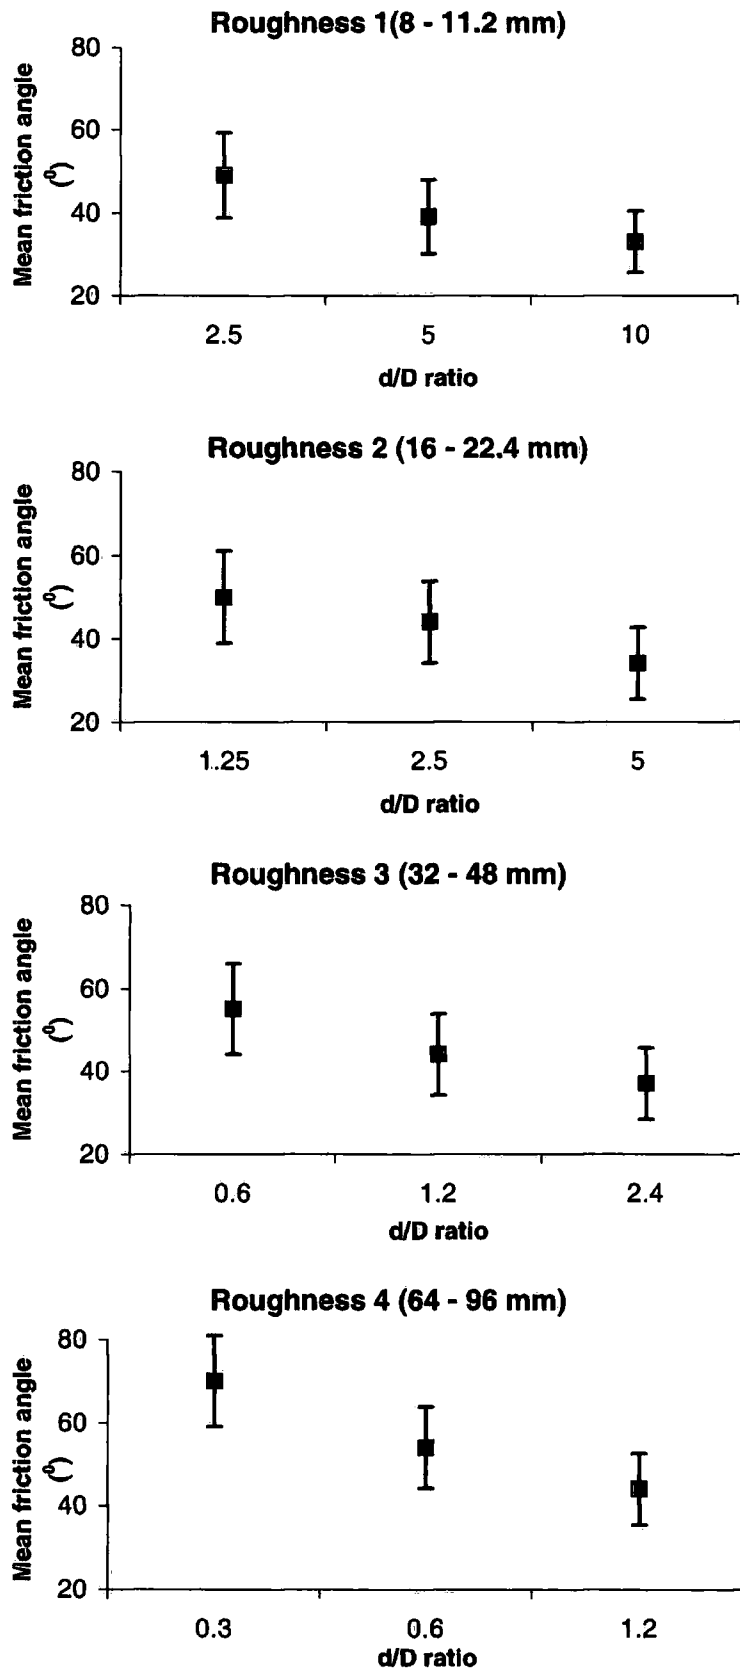 Roughness 1(8 - 11.2 mm)
Mean friction angle
(º)
80
60
40
20
2.5 5 10
d/D ratio
Roughness 2 (16 - 22.4 mm)
Mean friction angle
(º)
80
60
40
20
1.25 2.5 5
d/D ratio
Roughness 3 (32 - 48 mm)
Mean friction angle
(º)
80
60
40
20
0.6 1.2 2.4
d/D ratio
Roughness 4 (64 - 96 mm)
Mean friction angle
(º)
80
60
40
20
0.3 0.6 1.2
d/D ratio